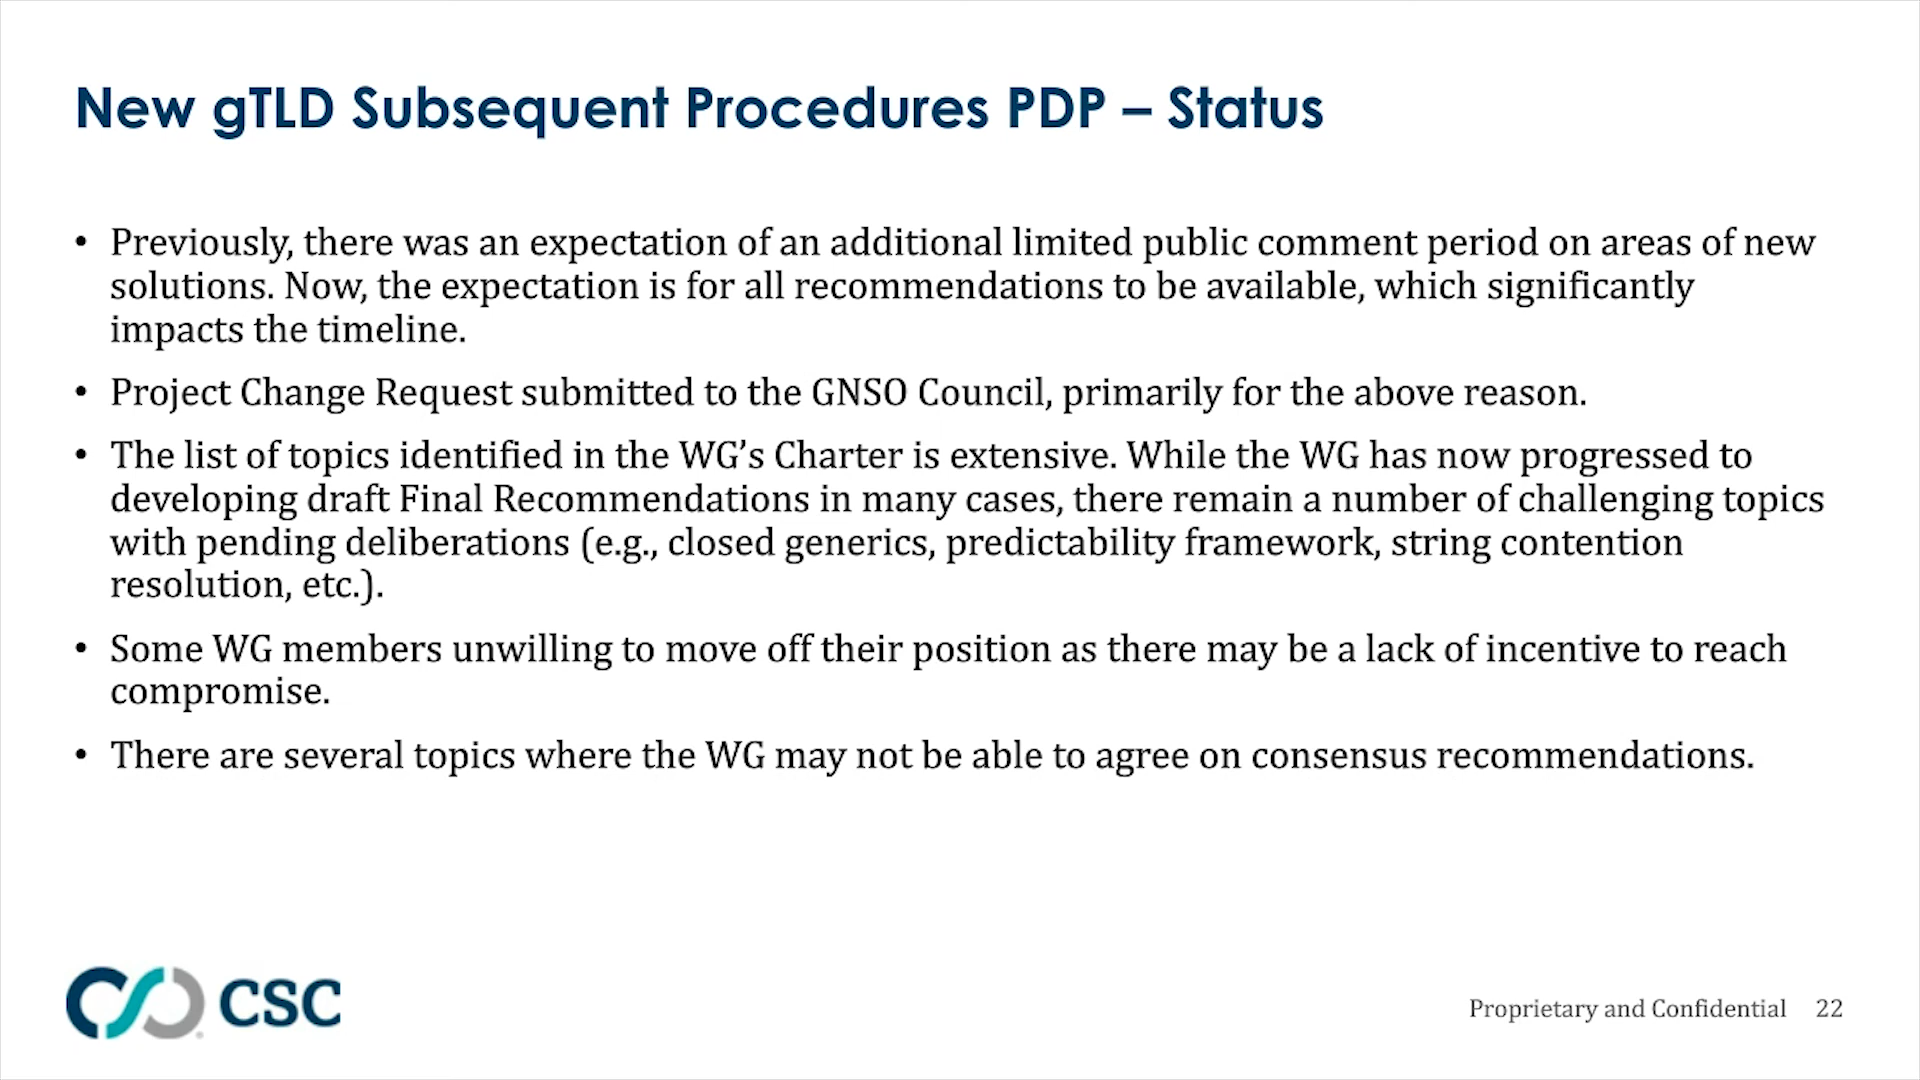 New gTLD Subsequent Procedures PDP – Status
• Previously, there was an expectation of an additional limited public comment period on areas of new
solutions. Now, the expectation is for all recommendations to be available, which significantly
impacts the timeline.
• Project Change Request submitted to the GNSO Council, primarily for the above reason.
• The list of topics identified in the WG’s Charter is extensive. While the WG has now progressed to
developing draft Final Recommendations in many cases, there remain a number of challenging topics
with pending deliberations (e.g., closed generics, predictability framework, string contention
resolution, etc.).
• Some WG members unwilling to move off their position as there may be a lack of incentive to reach
compromise.
• There are several topics where the WG may not be able to agree on consensus recommendations.
CSC
Proprietary and Confidential 22